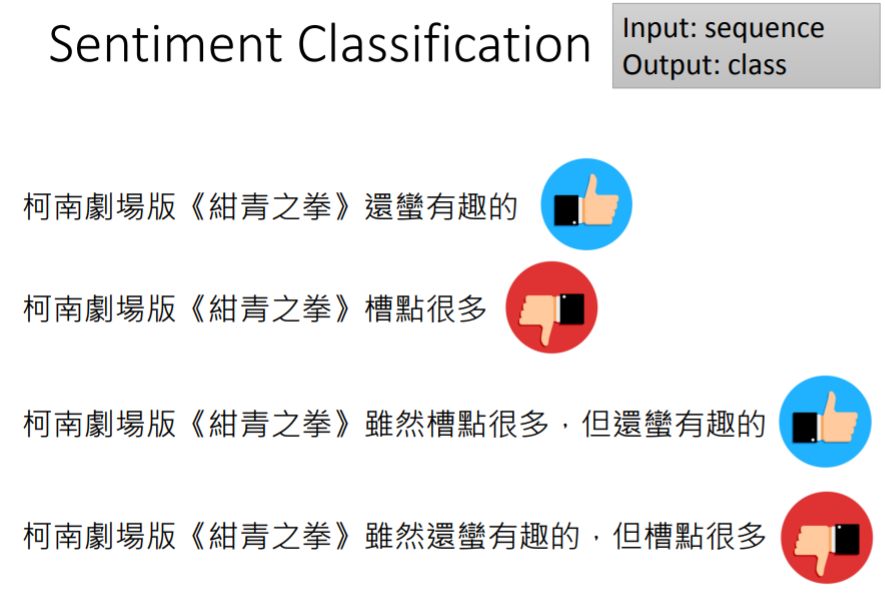 Sentiment Classification
Input: sequence
Output: class
柯南劇場版《紺青之拳》還蠻有趣的
柯南劇場版《紺青之拳》槽點很多
柯南劇場版《紺青之拳》雖然槽點很多，但還蠻有趣的
柯南劇場版《紺青之拳》雖然還蠻有趣的，但槽點很多